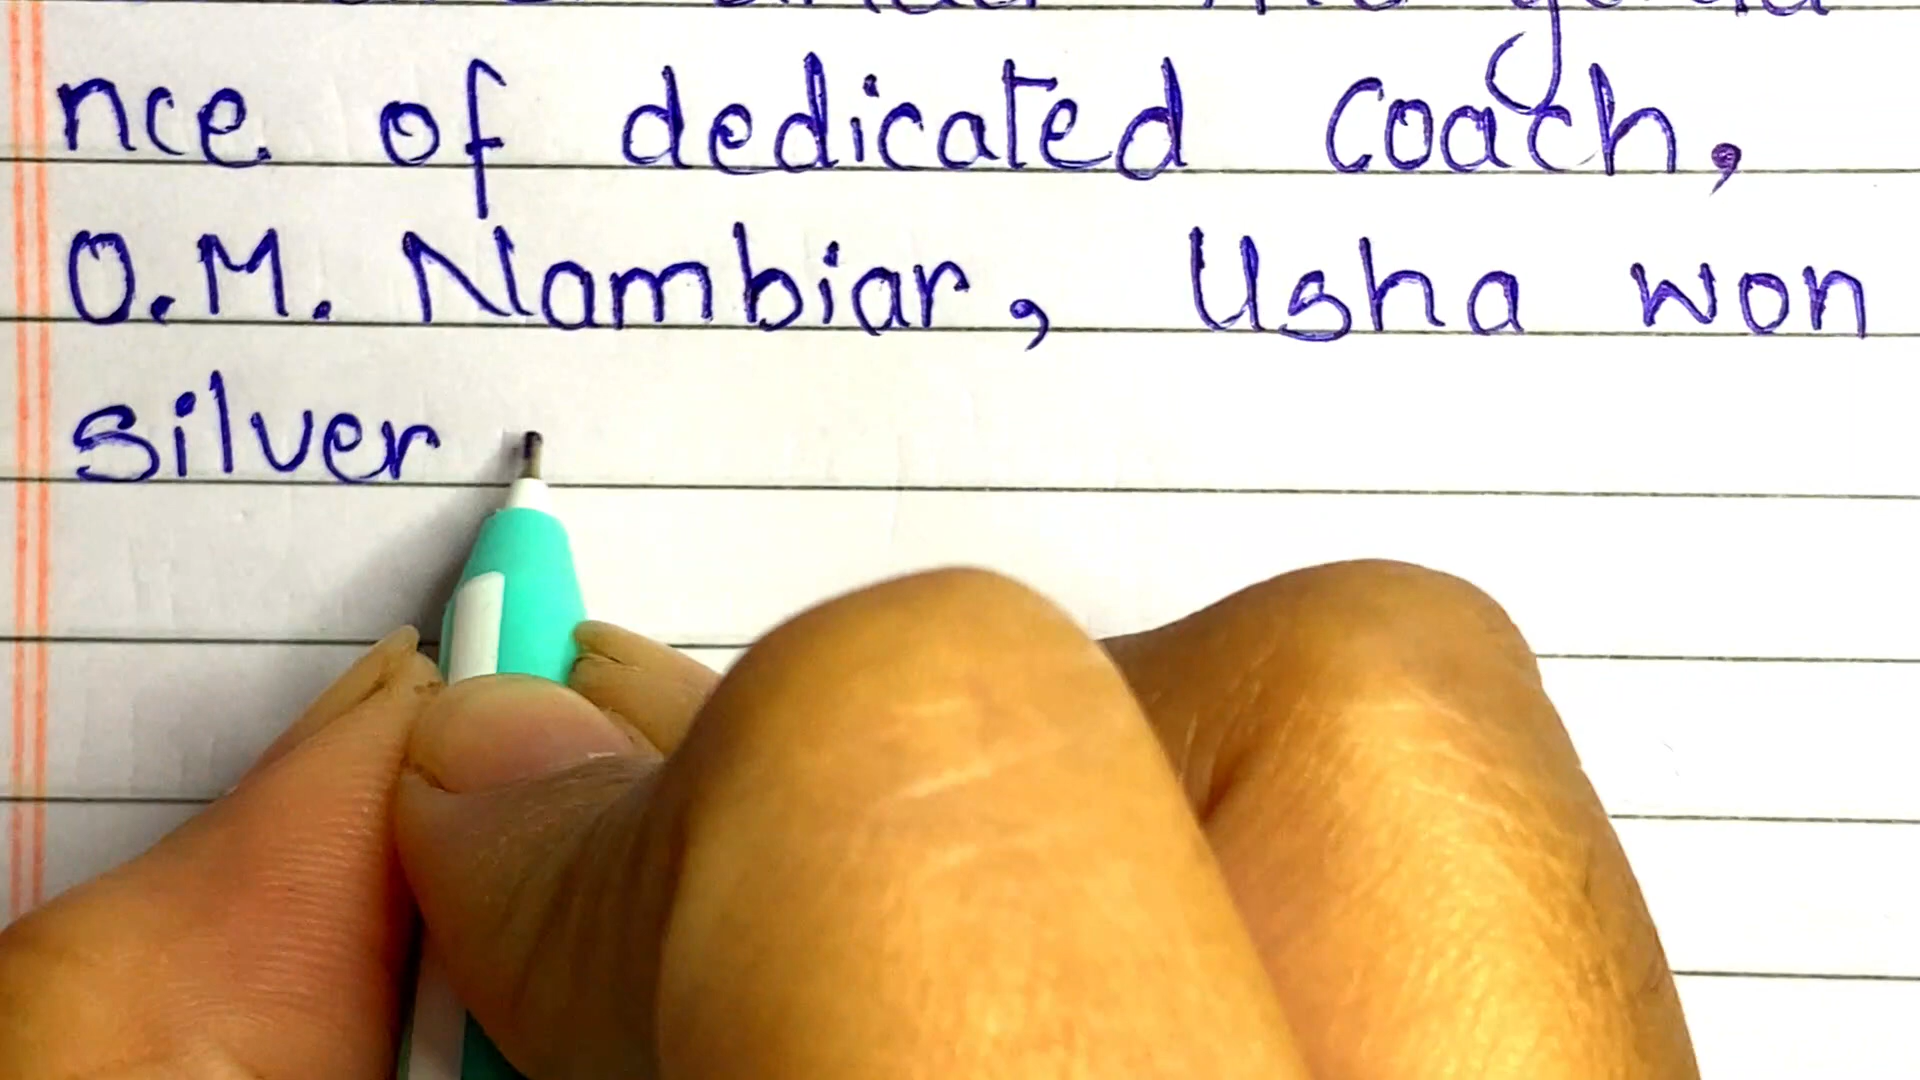 nce of dedicated coach,
O.M. Nambiar, Usha won
silver